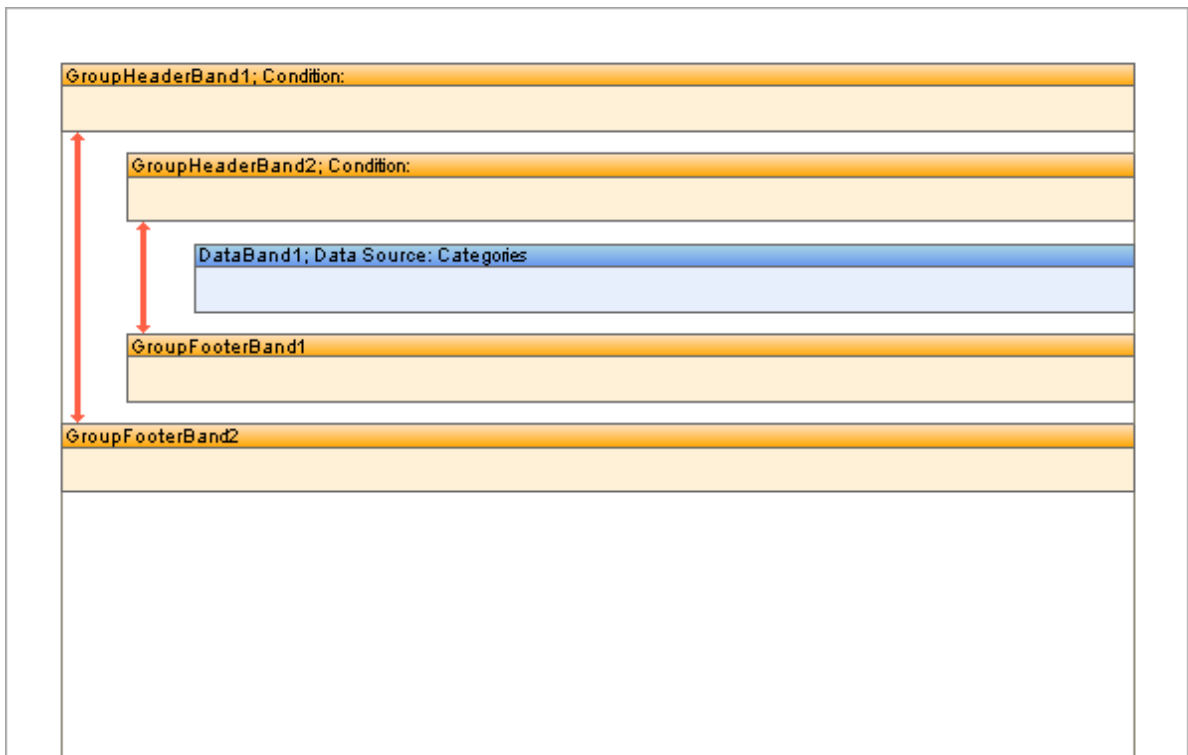 GroupHeaderBand1; Condition:
GroupHeaderBand2; Condition:
DataBand1; Data Source: Categories
GroupFooterBand1
GroupFooterBand2